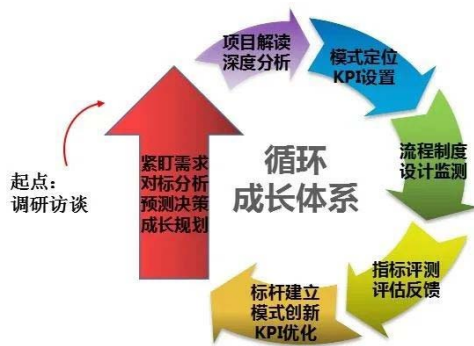 项目解读
深度分析
模式定位
KPI设置
流程制度
设计监测
指标评测
评估反馈
标杆建立
模式创新
KPI优化
紧盯需求
对标分析
预测决策
成长规划
起点:
调研访谈
循环
成长体系